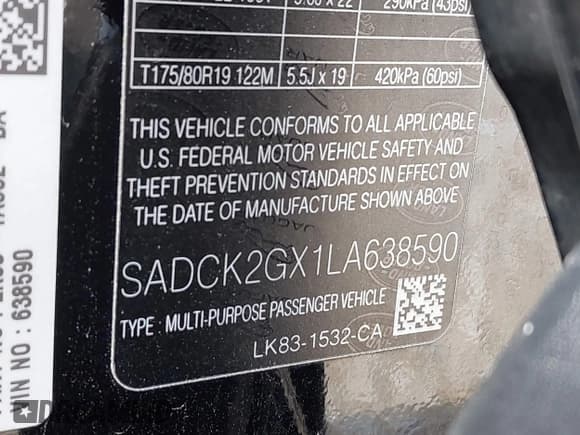 290kPa (43psi)
T175/80R19 122M 5.5J x 19 420kPa (60psi)
THIS VEHICLE CONFORMS TO ALL APPLICABLE
U.S. FEDERAL MOTOR VEHICLE SAFETY AND
THEFT PREVENTION STANDARDS IN EFFECT ON
THE DATE OF MANUFACTURE SHOWN ABOVE
SADCK2GX1LA638590
TYPE : MULTI-PURPOSE PASSENGER VEHICLE
LK83-1532-CA
VIN NO : 638590